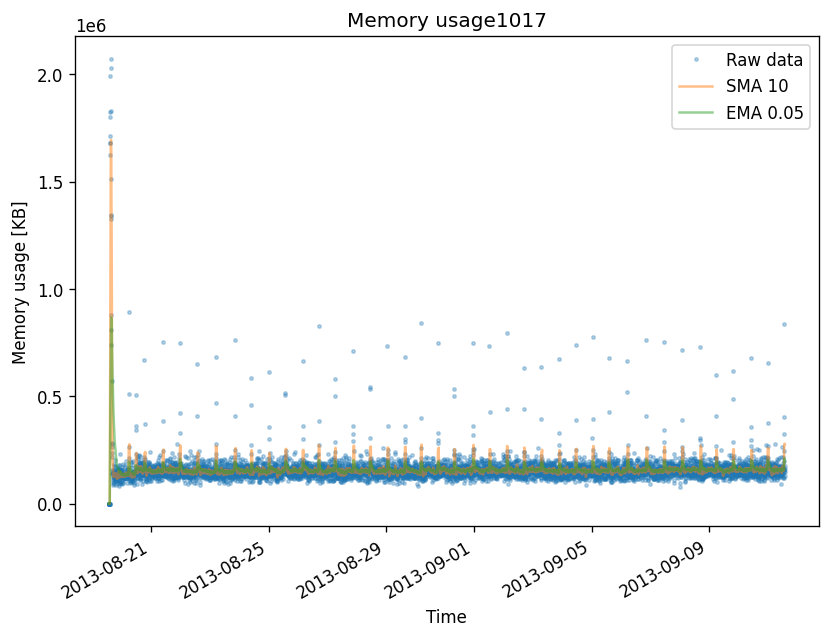 Memory usage1017
1e6
Raw data
SMA 10
EMA 0.05
2.0
1.5
1.0
0.5
0.0
Memory usage [KB]
2013-08-21
2013-08-25
2013-08-29
2013-09-01
2013-09-05
2013-09-09
Time